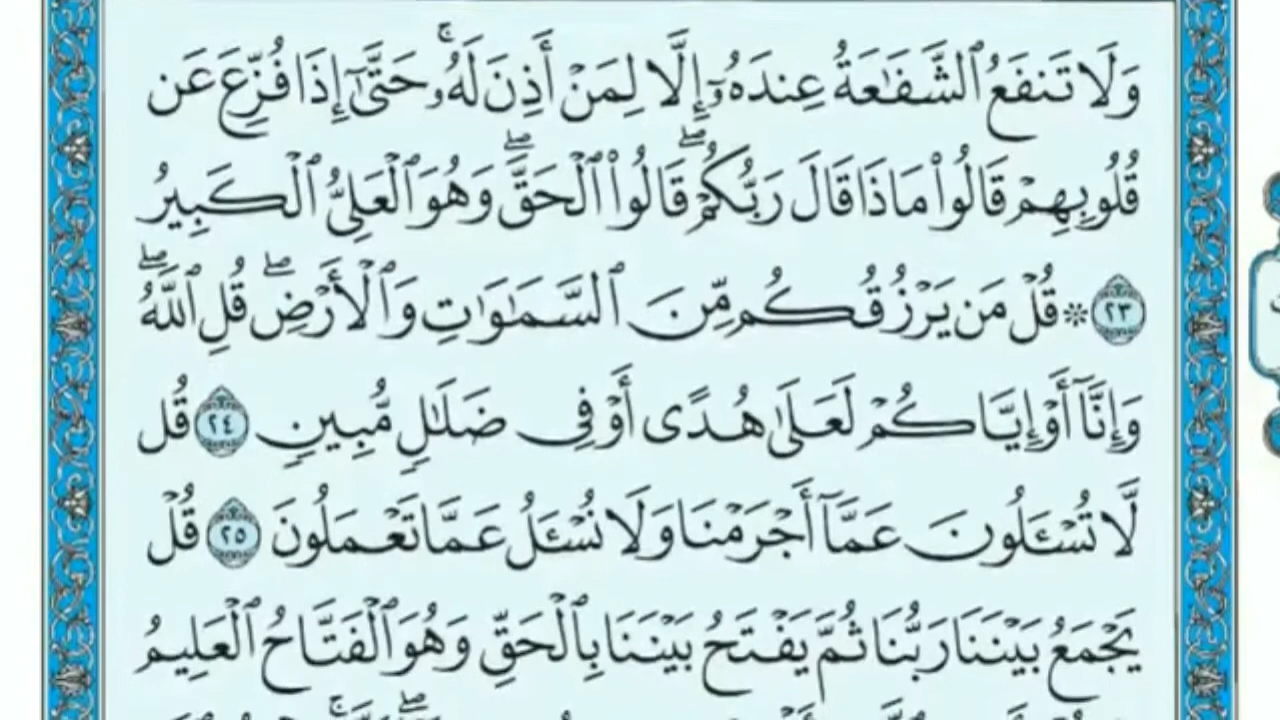 وَلَا تَنفَعُ ٱلشَّفَٰعَةُ عِندَهُۥٓ إِلَّا لِمَنْ أَذِنَ لَهُۥ ۚ حَتَّىٰٓ إِذَا فُزِّعَ عَن
قُلُوبِهِمْ قَالُوا۟ مَاذَا قَالَ رَبُّكُمْ ۖ قَالُوا۟ ٱلْحَقَّ ۖ وَهُوَ ٱلْعَلِىُّ ٱلْكَبِيرُ
٢٣ ۞ قُلْ مَن يَرْزُقُكُم مِّنَ ٱلسَّمَٰوَٰتِ وَٱلْأَرْضِ ۖ قُلِ ٱللَّهُ ۖ
وَإِنَّآ أَوْ إِيَّاكُمْ لَعَلَىٰ هُدًى أَوْ فِى ضَلَٰلٍ مُّبِينٍ ٢٤ قُل
لَّا تُسْـَٔلُونَ عَمَّآ أَجْرَمْنَا وَلَا نُسْـَٔلُ عَمَّا تَعْمَلُونَ ٢٥ قُلْ
يَجْمَعُ بَيْنَنَا رَبُّنَا ثُمَّ يَفْتَحُ بَيْنَنَا بِٱلْحَقِّ وَهُوَ ٱلْفَتَّاحُ ٱلْعَلِيمُ